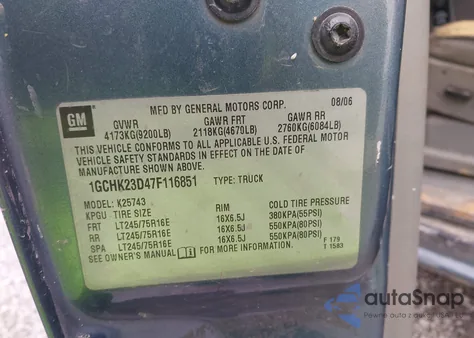 MFD BY GENERAL MOTORS CORP. 08/06
GM GVWR GAWR FRT GAWR RR
4173KG(9200LB) 2118KG(4670LB) 2760KG(6084LB)
THIS VEHICLE CONFORMS TO ALL APPLICABLE U.S. FEDERAL MOTOR
VEHICLE SAFETY STANDARDS IN EFFECT ON THE DATE OF
MANUFACTURE SHOWN ABOVE.
1GCHK23D47F116851 TYPE: TRUCK
MODEL: K25743
KPGU TIRE SIZE RIM COLD TIRE PRESSURE
FRT LT245/75R16E 16X6.5J 380KPA(55PSI)
RR LT245/75R16E 16X6.5J 550KPA(80PSI)
SPA LT245/75R16E 16X6.5J 550KPA(80PSI)
SEE OWNER'S MANUAL FOR MORE INFORMATION. F 179
T 1583
autoSnap